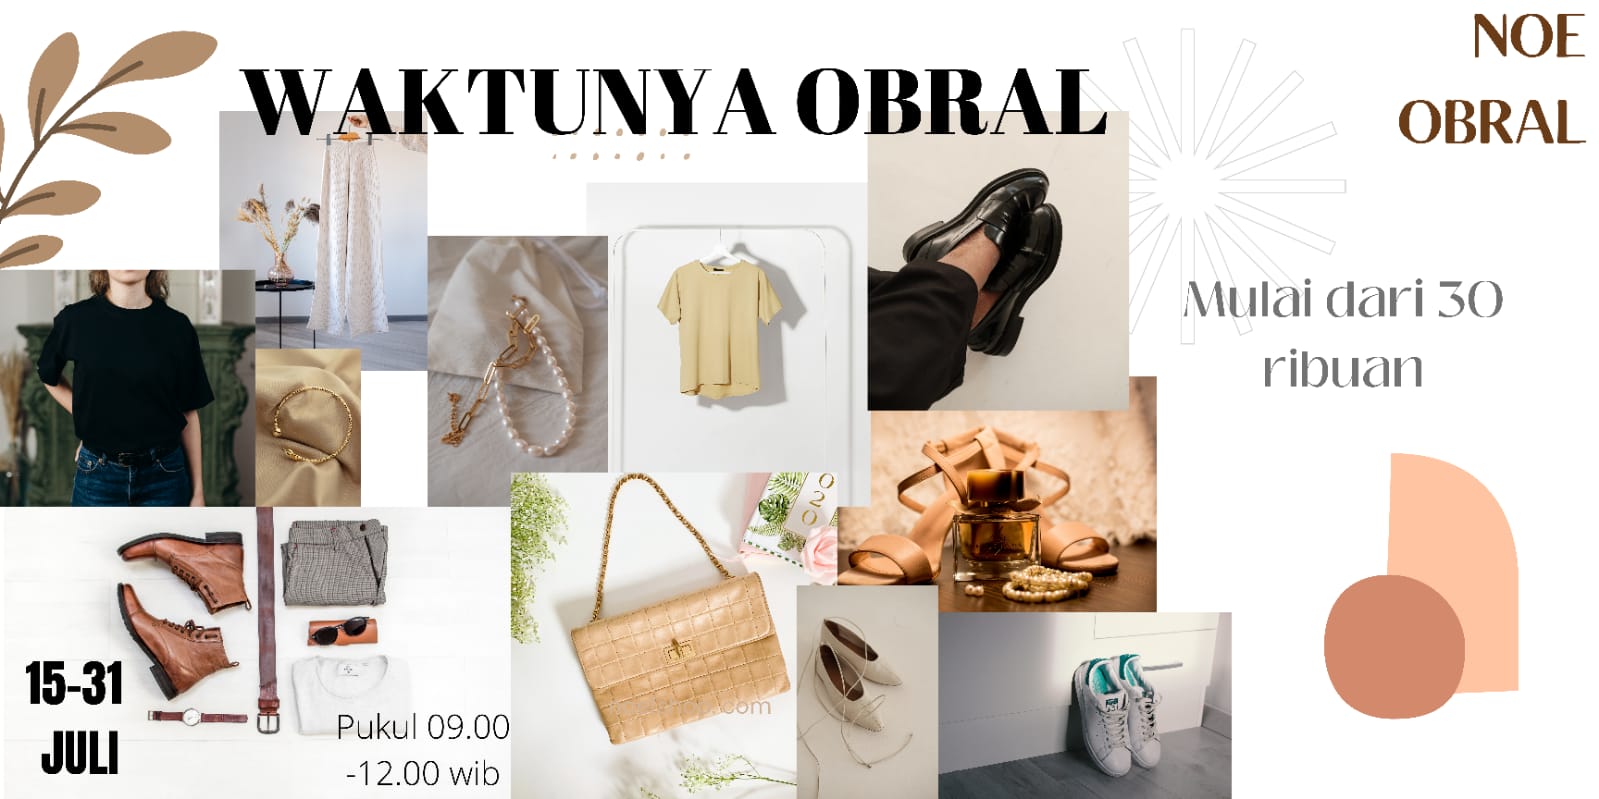 WAKTUNYA OBRAL
NOE
OBRAL
Mulai dari 30
ribuan
15-31
JULI
Pukul 09.00
-12.00 wib